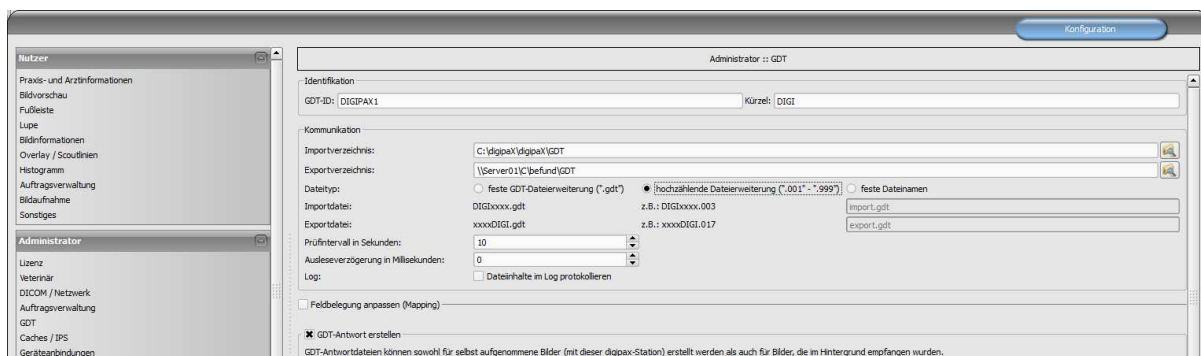 Konfiguration
Nutzer
Praxis- und Arztinformationen
Bildvorschau
Fußleiste
Lupe
Bildinformationen
Overlay / Scoutlinien
Histogramm
Auftragsverwaltung
Bildaufnahme
Sonstiges
Administrator
Lizenz
Veterinär
DICOM / Netzwerk
Auftragsverwaltung
GDT
Caches / IPS
Geräteanbindungen
Administrator :: GDT
Identifikation
GDT-ID: DIGIPAX1 Kürzel: DIGI
Kommunikation
Importverzeichnis: C:\digipaX\digipaX\GDT
Exportverzeichnis: \\Server01\C\befund\GDT
Dateityp: feste GDT-Dateierweiterung (".gdt") hochzählende Dateierweiterung (".001" - ".999") feste Dateinamen
Importdatei: DIGIxxxx.gdt z.B.: DIGIxxxx.003 import.gdt
Exportdatei: xxxxDIGI.gdt z.B.: xxxxDIGI.017 export.gdt
Prüfintervall in Sekunden: 10
Ausleseverzögerung in Millisekunden: 0
Log: Dateiinhalte im Log protokollieren
Feldbelegung anpassen (Mapping)
GDT-Antwort erstellen
GDT-Antwortdateien können sowohl für selbst aufgenommene Bilder (mit dieser digipax-Station) erstellt werden als auch für Bilder, die im Hintergrund empfangen wurden.